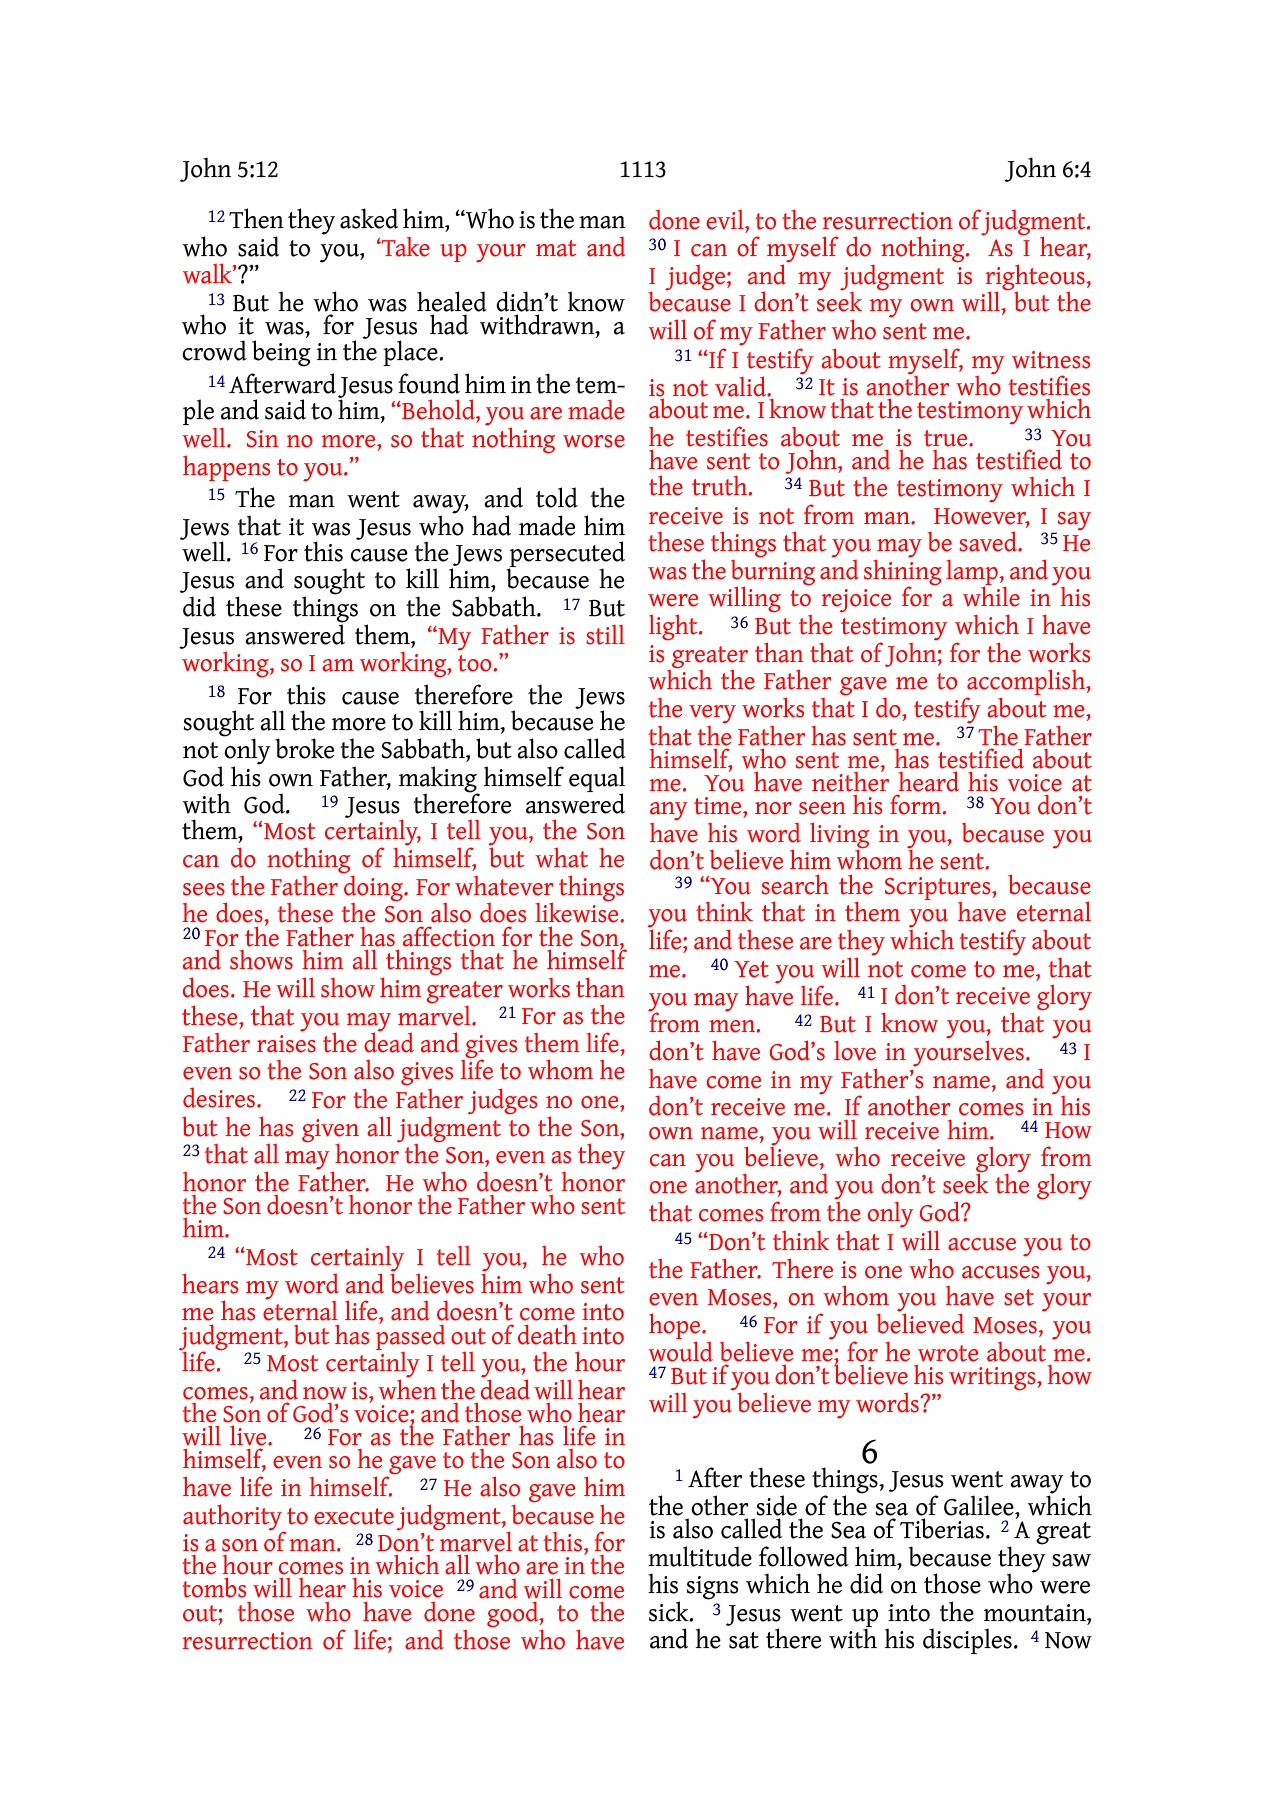 John 5:12 1113 John 6:4
12 Then they asked him, “Who is the man
who said to you, ‘Take up your mat and
walk’?”
13 But he who was healed didn’t know
who it was, for Jesus had withdrawn, a
crowd being in the place.
14 Afterward Jesus found him in the tem-
ple and said to him, “Behold, you are made
well. Sin no more, so that nothing worse
happens to you.”
15 The man went away, and told the
Jews that it was Jesus who had made him
well. 16 For this cause the Jews persecuted
Jesus and sought to kill him, because he
did these things on the Sabbath. 17 But
Jesus answered them, “My Father is still
working, so I am working, too.”
18 For this cause therefore the Jews
sought all the more to kill him, because he
not only broke the Sabbath, but also called
God his own Father, making himself equal
with God. 19 Jesus therefore answered
them, “Most certainly, I tell you, the Son
can do nothing of himself, but what he
sees the Father doing. For whatever things
he does, these the Son also does likewise.
20 For the Father has affection for the Son,
and shows him all things that he himself
does. He will show him greater works than
these, that you may marvel. 21 For as the
Father raises the dead and gives them life,
even so the Son also gives life to whom he
desires. 22 For the Father judges no one,
but he has given all judgment to the Son,
23 that all may honor the Son, even as they
honor the Father. He who doesn’t honor
the Son doesn’t honor the Father who sent
him.
24 “Most certainly I tell you, he who
hears my word and believes him who sent
me has eternal life, and doesn’t come into
judgment, but has passed out of death into
life. 25 Most certainly I tell you, the hour
comes, and now is, when the dead will hear
the Son of God’s voice; and those who hear
will live. 26 For as the Father has life in
himself, even so he gave to the Son also to
have life in himself. 27 He also gave him
authority to execute judgment, because he
is a son of man. 28 Don’t marvel at this, for
the hour comes in which all who are in the
tombs will hear his voice 29 and will come
out; those who have done good, to the
resurrection of life; and those who have
done evil, to the resurrection of judgment.
30 I can of myself do nothing. As I hear,
I judge; and my judgment is righteous,
because I don’t seek my own will, but the
will of my Father who sent me.
31 “If I testify about myself, my witness
is not valid. 32 It is another who testifies
about me. I know that the testimony which
he testifies about me is true. 33 You
have sent to John, and he has testified to
the truth. 34 But the testimony which I
receive is not from man. However, I say
these things that you may be saved. 35 He
was the burning and shining lamp, and you
were willing to rejoice for a while in his
light. 36 But the testimony which I have
is greater than that of John; for the works
which the Father gave me to accomplish,
the very works that I do, testify about me,
that the Father has sent me. 37 The Father
himself, who sent me, has testified about
me. You have neither heard his voice at
any time, nor seen his form. 38 You don’t
have his word living in you, because you
don’t believe him whom he sent.
39 “You search the Scriptures, because
you think that in them you have eternal
life; and these are they which testify about
me. 40 Yet you will not come to me, that
you may have life. 41 I don’t receive glory
from men. 42 But I know you, that you
don’t have God’s love in yourselves. 43 I
have come in my Father’s name, and you
don’t receive me. If another comes in his
own name, you will receive him. 44 How
can you believe, who receive glory from
one another, and you don’t seek the glory
that comes from the only God?
45 “Don’t think that I will accuse you to
the Father. There is one who accuses you,
even Moses, on whom you have set your
hope. 46 For if you believed Moses, you
would believe me; for he wrote about me.
47 But if you don’t believe his writings, how
will you believe my words?”
6
1 After these things, Jesus went away to
the other side of the sea of Galilee, which
is also called the Sea of Tiberias. 2 A great
multitude followed him, because they saw
his signs which he did on those who were
sick. 3 Jesus went up into the mountain,
and he sat there with his disciples. 4 Now